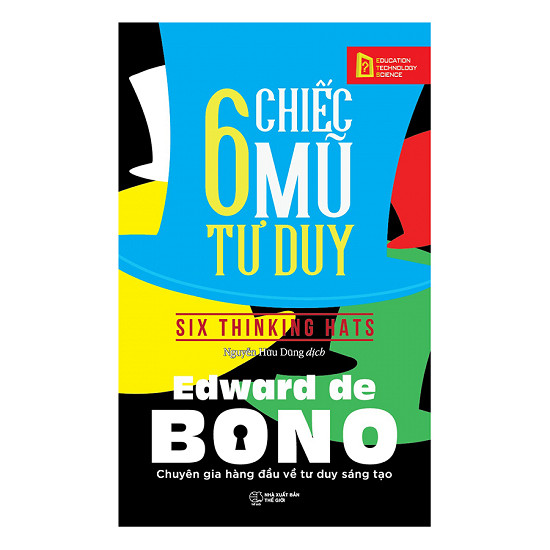 EDUCATION
TECHNOLOGY
SCIENCE
6 CHIẾC
MŨ
TƯ DUY
SIX THINKING HATS
Nguyễn Hữu Dũng dịch
Edward de
BONO
Chuyên gia hàng đầu về tư duy sáng tạo
NHÀ XUẤT BẢN
THẾ GIỚI